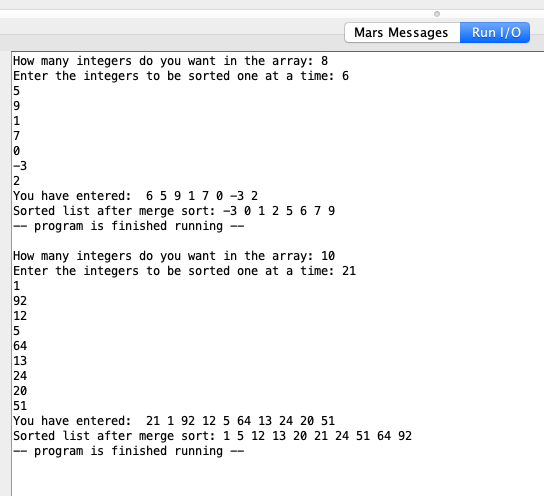 Mars Messages Run I/O
How many integers do you want in the array: 8
Enter the integers to be sorted one at a time: 6
5
9
1
7
0
-3
2
You have entered:  6 5 9 1 7 0 -3 2
Sorted list after merge sort: -3 0 1 2 5 6 7 9
-- program is finished running --
How many integers do you want in the array: 10
Enter the integers to be sorted one at a time: 21
1
92
12
5
64
13
24
20
51
You have entered:  21 1 92 12 5 64 13 24 20 51
Sorted list after merge sort: 1 5 12 13 20 21 24 51 64 92
-- program is finished running --